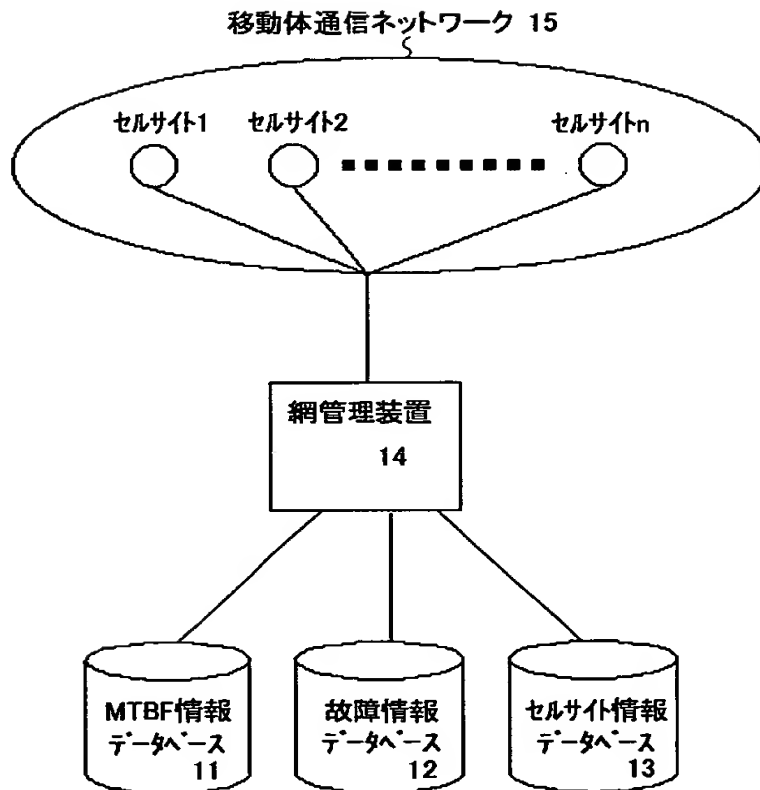 移動体通信ネットワーク 15
セルサイト1 セルサイト2 セルサイトn
網管理装置
14
MTBF情報
データベース
11
故障情報
データベース
12
セルサイト情報
データベース
13